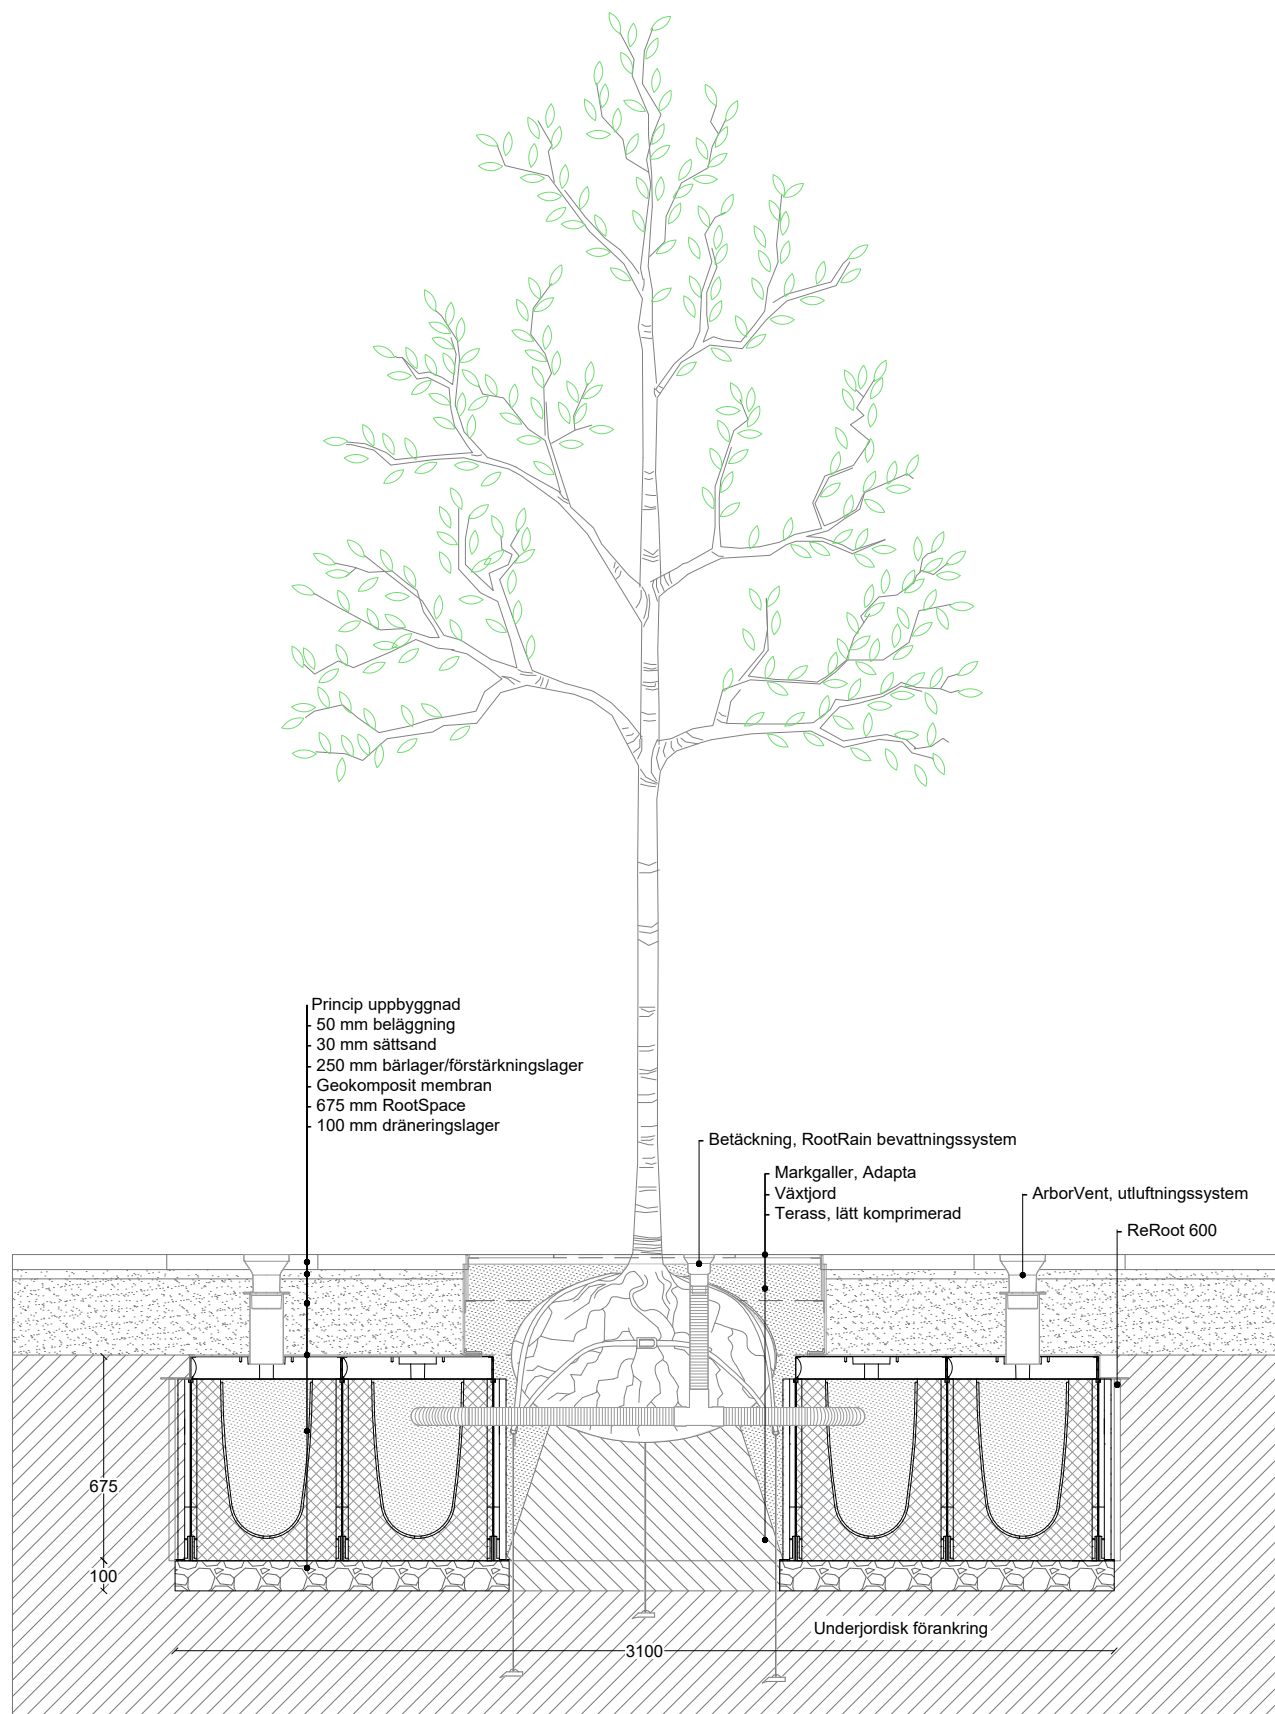 Princip uppbyggnad
50 mm beläggning
30 mm sättsand
250 mm bärlager/förstärkningslager
Geokomposit membran
675 mm RootSpace
100 mm dräneringslager
Betäckning, RootRain bevattningssystem
Markgaller, Adapta
Växtjord
Terass, lätt komprimerad
ArborVent, utluftningssystem
ReRoot 600
675
100
Underjordisk förankring
3100